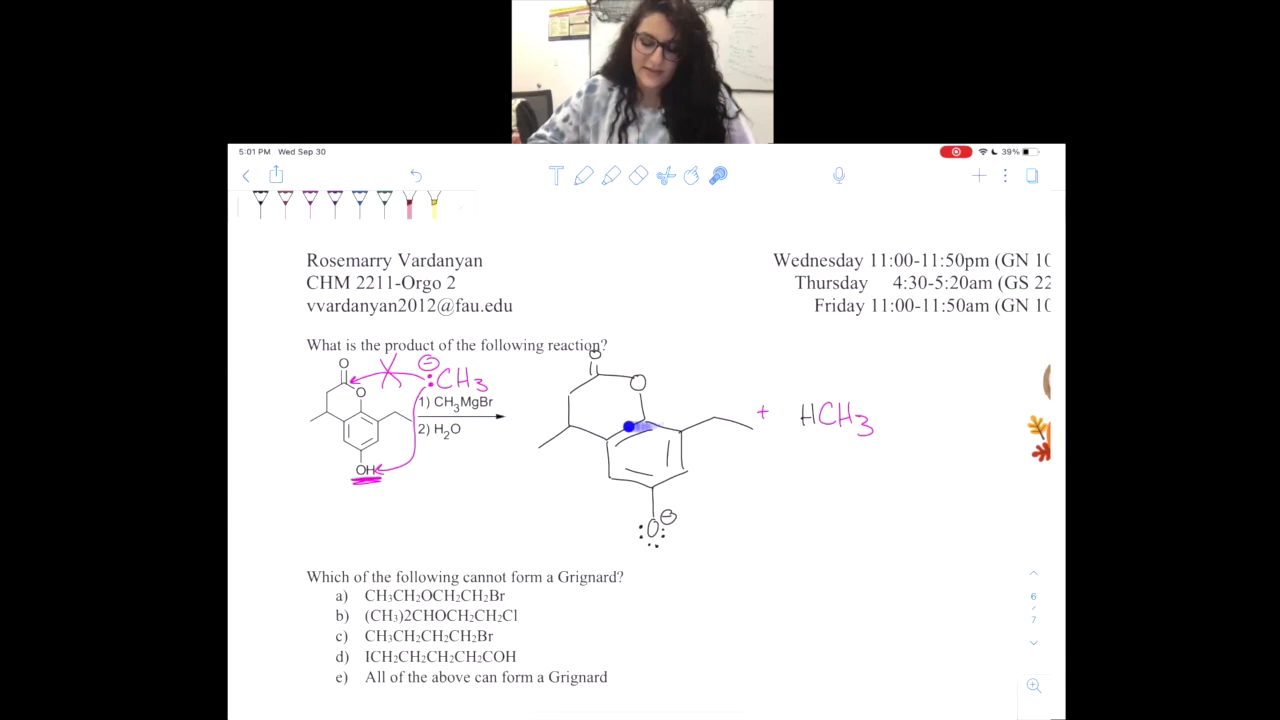 5:01 PM Wed Sep 30
39%
T
Rosemarry Vardanyan
CHM 2211-Orgo 2
vvardanyan2012@fau.edu
Wednesday 11:00-11:50pm (GN 10
Thursday 4:30-5:20am (GS 22
Friday 11:00-11:50am (GN 10
What is the product of the following reaction?
O
O
OH
:CH3
1) CH3MgBr
2) H2O
O
O
O
+ HCH3
Which of the following cannot form a Grignard?
a) CH3CH2OCH2CH2Br
b) (CH3)2CHOCH2CH2Cl
c) CH3CH2CH2CH2Br
d) ICH2CH2CH2CH2COH
e) All of the above can form a Grignard
6
/
7